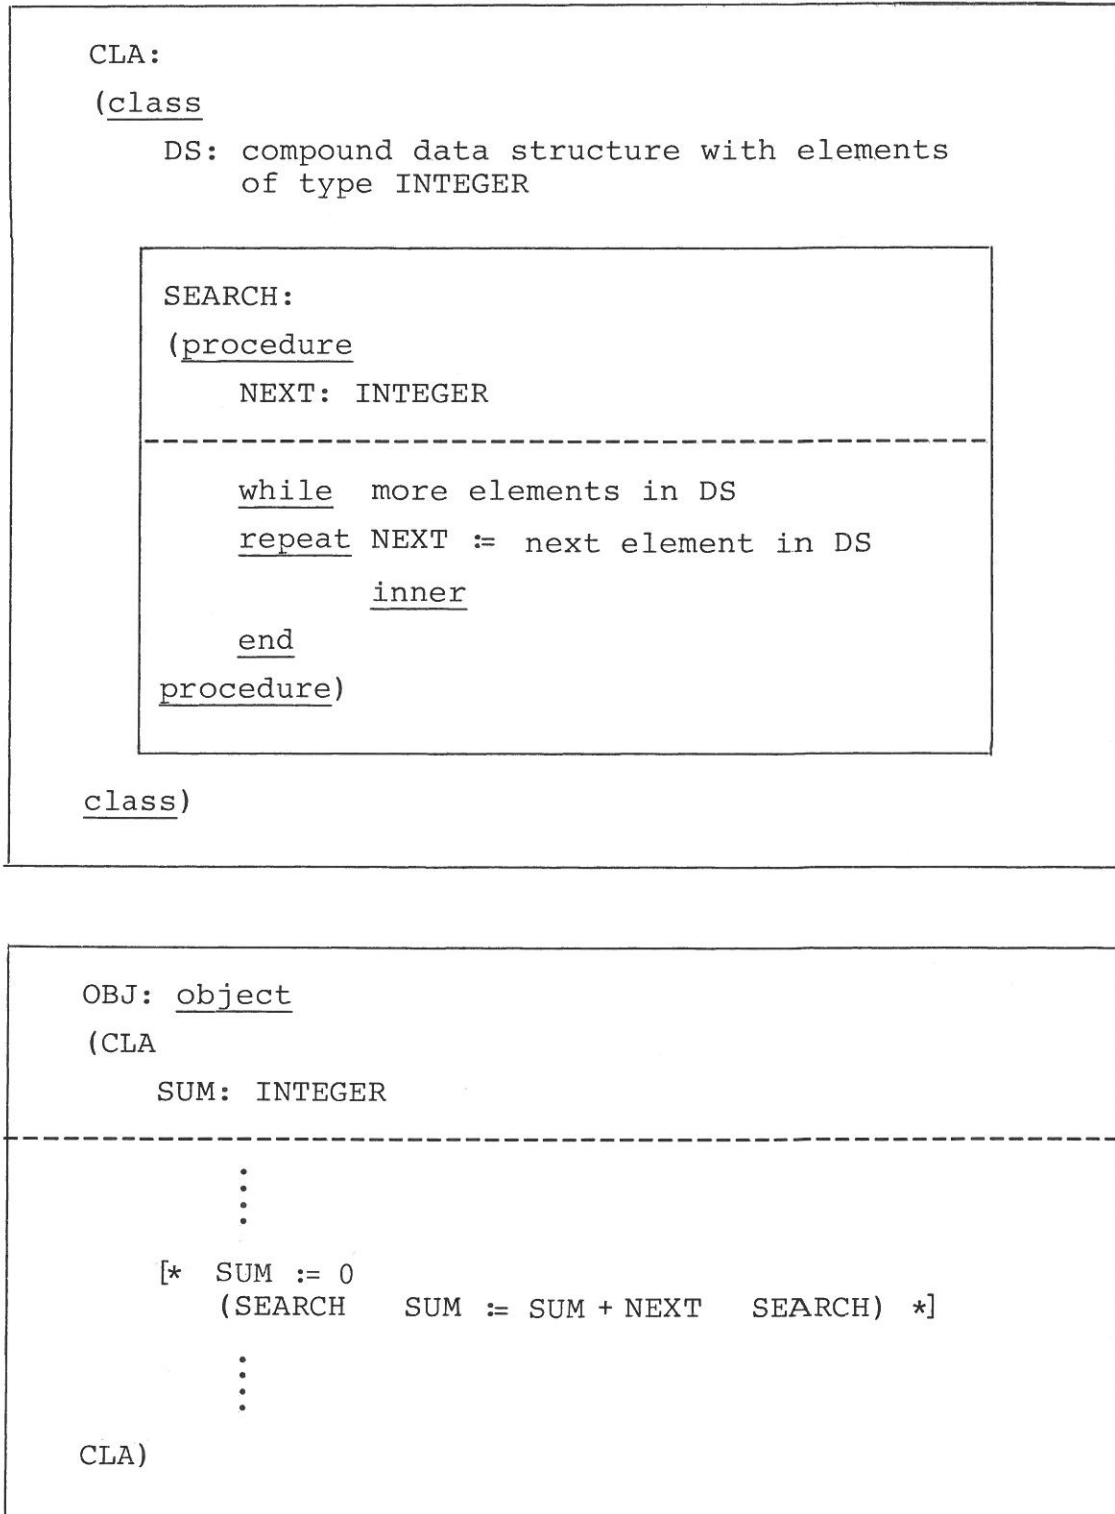 CLA:
(class
DS: compound data structure with elements
of type INTEGER
SEARCH:
(procedure
NEXT: INTEGER
while more elements in DS
repeat NEXT := next element in DS
inner
end
procedure)
class)
OBJ: object
(CLA
SUM: INTEGER
[* SUM := 0
(SEARCH SUM := SUM + NEXT SEARCH) *]
CLA)